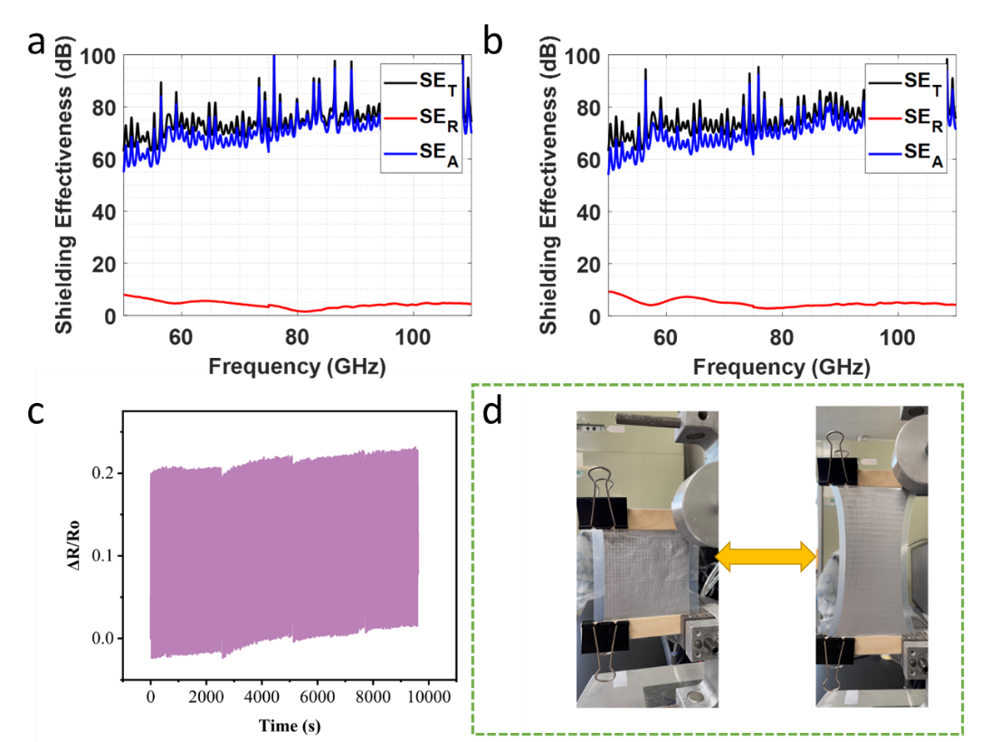 a
Shielding Effectiveness (dB)
100
80
60
40
20
0
SE_T
SE_R
SE_A
60
80
100
Frequency (GHz)
b
Shielding Effectiveness (dB)
100
80
60
40
20
0
SE_T
SE_R
SE_A
60
80
100
Frequency (GHz)
c
ΔR/Ro
0.2
0.1
0.0
0
2000
4000
6000
8000
10000
Time (s)
d